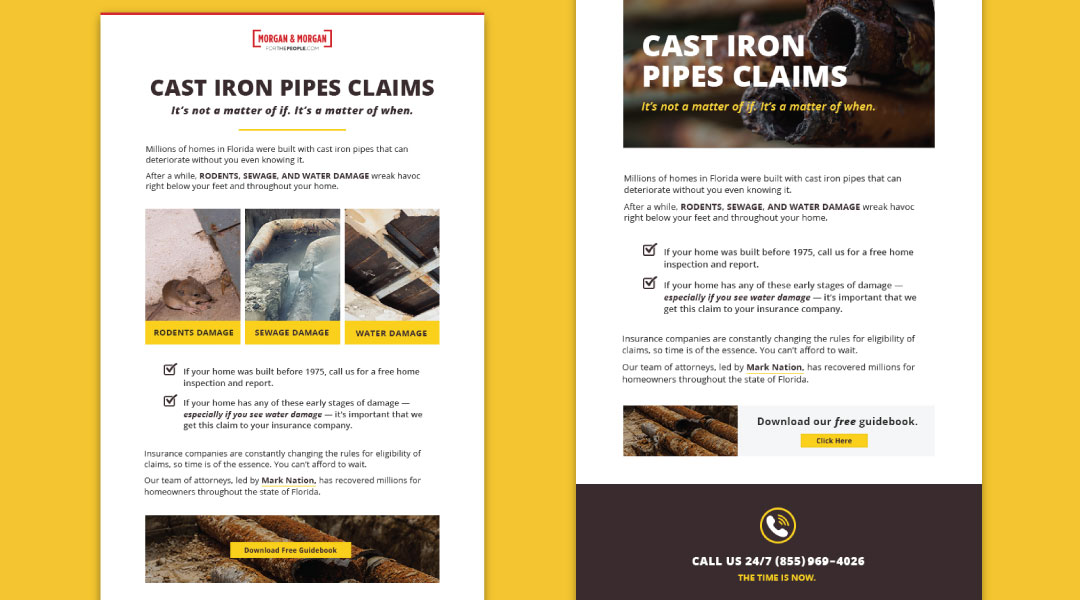 MORGAN & MORGAN
FORTHEPEOPLE.COM
CAST IRON PIPES CLAIMS
It's not a matter of if. It's a matter of when.
Millions of homes in Florida were built with cast iron pipes that can
deteriorate without you even knowing it.
After a while, RODENTS, SEWAGE, AND WATER DAMAGE wreak havoc
right below your feet and throughout your home.
RODENTS DAMAGE
SEWAGE DAMAGE
WATER DAMAGE
If your home was built before 1975, call us for a free home
inspection and report.
If your home has any of these early stages of damage —
especially if you see water damage — it's important that we
get this claim to your insurance company.
Insurance companies are constantly changing the rules for eligibility of
claims, so time is of the essence. You can't afford to wait.
Our team of attorneys, led by Mark Nation, has recovered millions for
homeowners throughout the state of Florida.
Download Free Guidebook
CAST IRON
PIPES CLAIMS
It's not a matter of if. It's a matter of when.
Millions of homes in Florida were built with cast iron pipes that can
deteriorate without you even knowing it.
After a while, RODENTS, SEWAGE, AND WATER DAMAGE wreak havoc
right below your feet and throughout your home.
If your home was built before 1975, call us for a free home
inspection and report.
If your home has any of these early stages of damage —
especially if you see water damage — it's important that we
get this claim to your insurance company.
Insurance companies are constantly changing the rules for eligibility of
claims, so time is of the essence. You can't afford to wait.
Our team of attorneys, led by Mark Nation, has recovered millions for
homeowners throughout the state of Florida.
Download our free guidebook.
Click Here
CALL US 24/7 (855) 969-4026
THE TIME IS NOW.